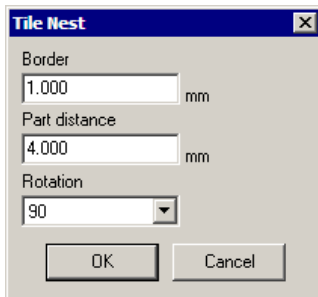 Tile Nest
Border
1.000 mm
Part distance
4.000 mm
Rotation
90
OK Cancel